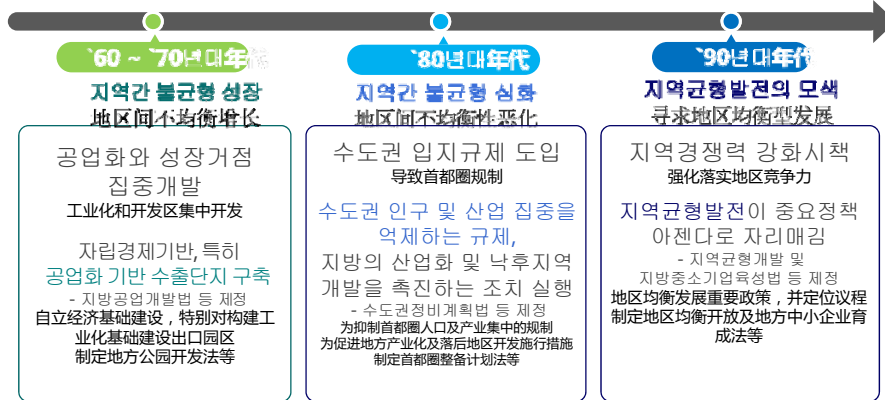 `60 ~ `70년대年代
지역간 불균형 성장
地区间不均衡增长
공업화와 성장거점
집중개발
工业化和开发区集中开发
자립경제기반, 특히
공업화 기반 수출단지 구축
- 지방공업개발법 등 제정
自立经济基础建设，特别对构建工
业化基础建设出口园区
制定地方公园开发法等
`80년대年代
지역간 불균형 심화
地区间不均衡性恶化
수도권 입지규제 도입
导致首都圈规制
수도권 인구 및 산업 집중을
억제하는 규제,
지방의 산업화 및 낙후지역
개발을 촉진하는 조치 실행
- 수도권정비계획법 등 제정
为抑制首都圈人口及产业集中的规制
为促进地方产业化及落后地区开发施行措施
制定首都圈整备计划法等
`90년대年代
지역균형발전의 모색
寻求地区均衡型发展
지역경쟁력 강화시책
强化落实地区竞争力
지역균형발전이 중요정책
아젠다로 자리매김
- 지역균형개발 및
지방중소기업육성법 등 제정
地区均衡发展重要政策，并定位议程
制定地区均衡开放及地方中小企业育
成法等